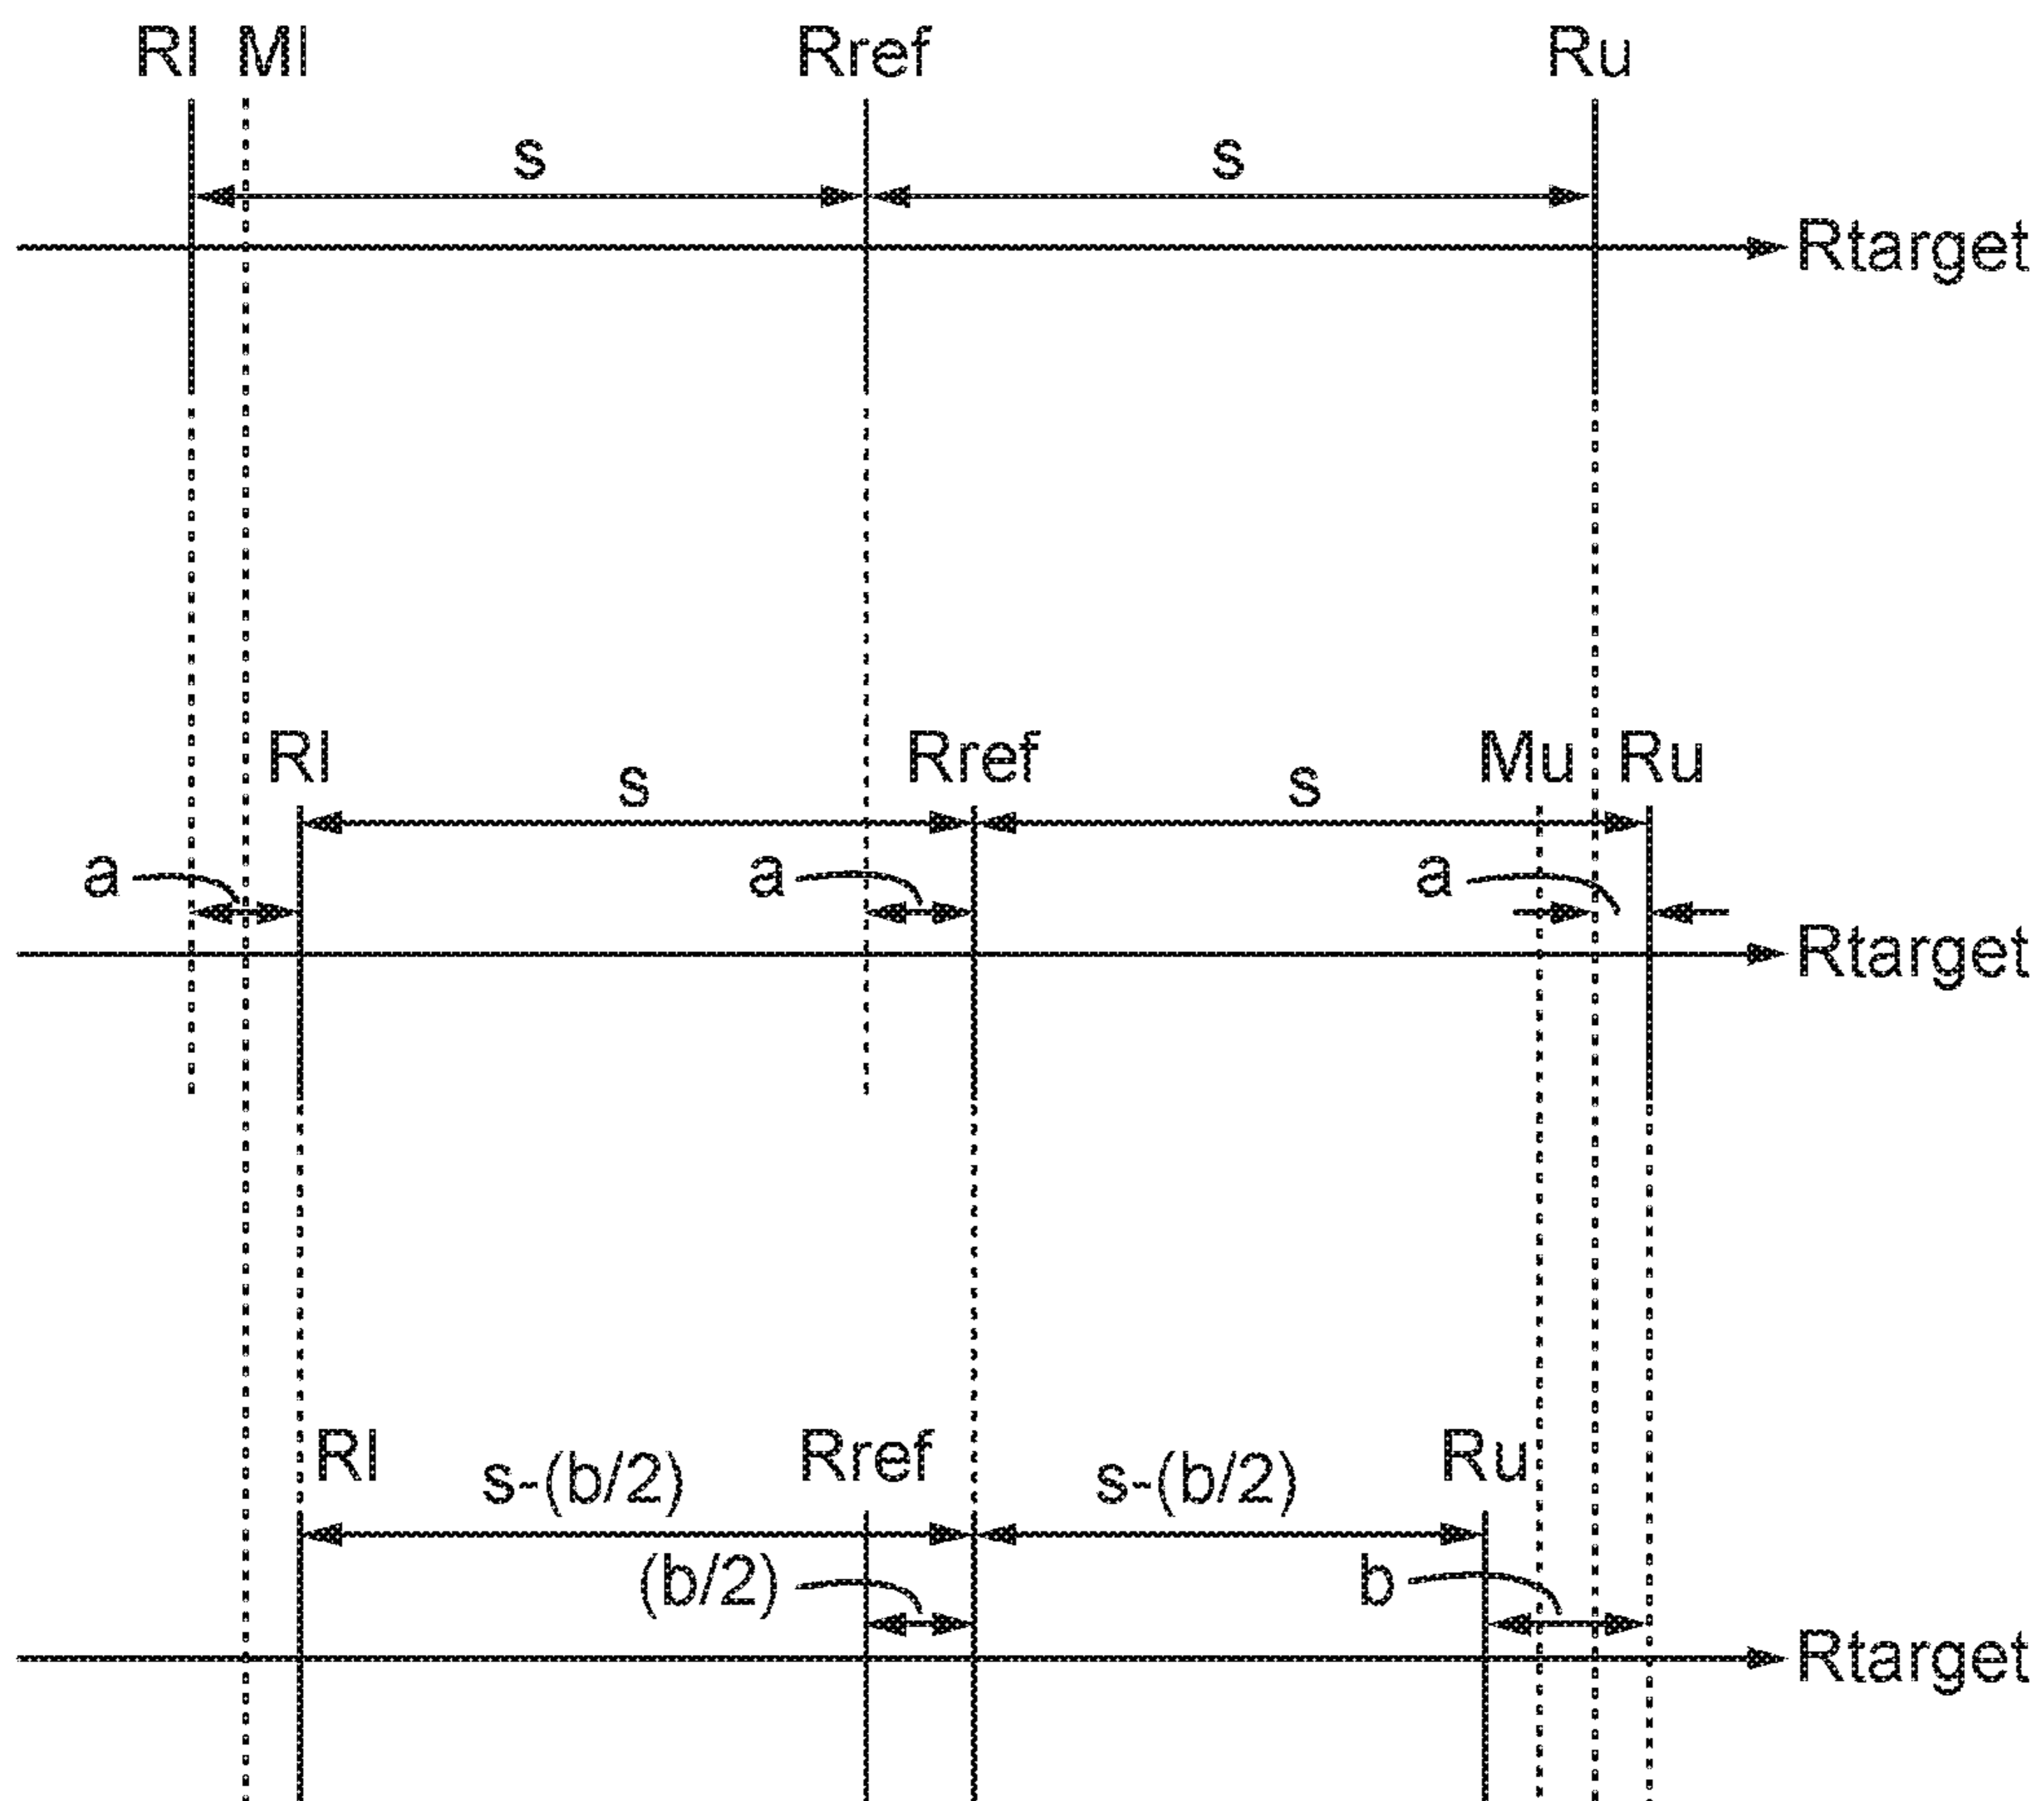 Rl Ml Rref Ru
s s
Rtarget
Rl s Rref s Mu Ru
a a a
Rtarget
Rl s-(b/2) Rref s-(b/2) Ru
(b/2) b
Rtarget